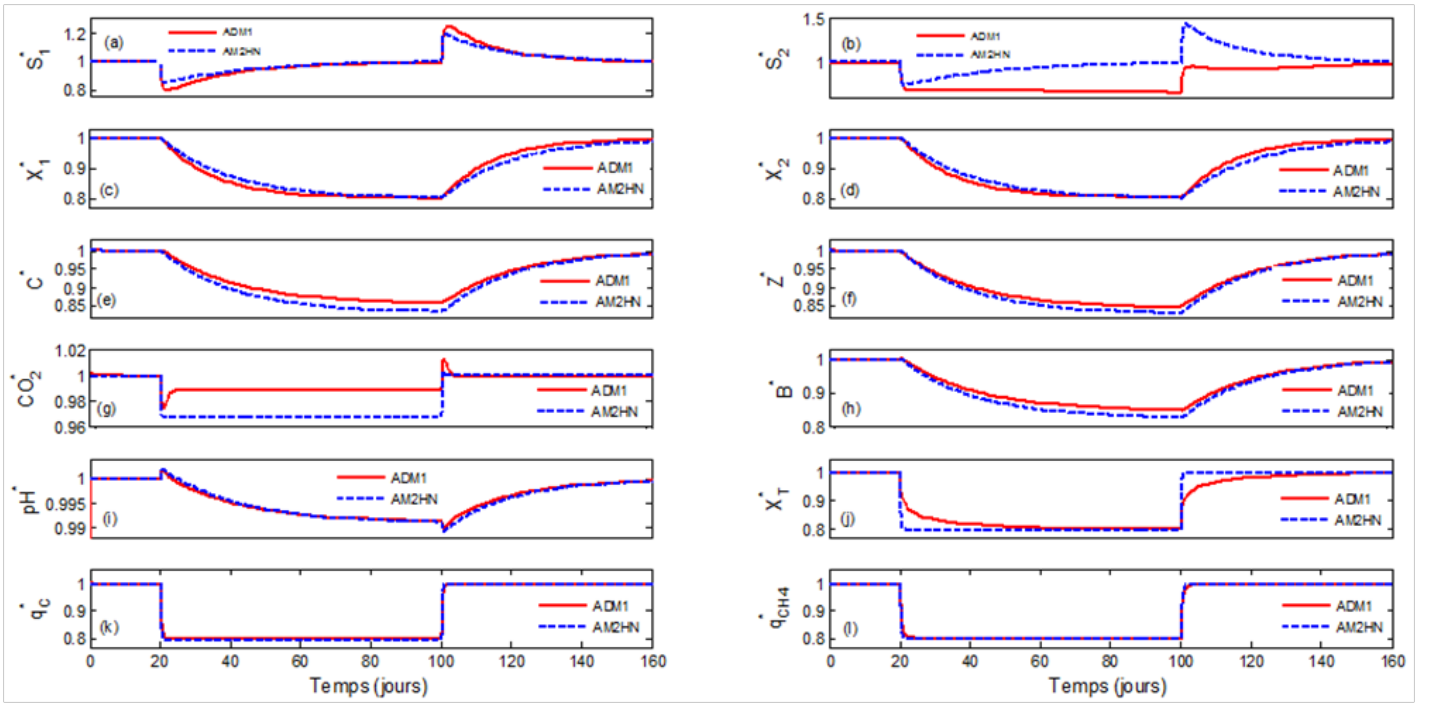 (a)
S*1
1.2
1
0.8
ADM1
AM2HN
(b)
S*2
1.5
1
ADM1
AM2HN
(c)
X*1
1
0.9
0.8
ADM1
AM2HN
(d)
X*2
1
0.9
0.8
ADM1
AM2HN
(e)
C*
1
0.95
0.9
0.85
ADM1
AM2HN
(f)
Z*
1
0.95
0.9
0.85
ADM1
AM2HN
(g)
CO*2
1.02
1
0.98
0.96
ADM1
AM2HN
(h)
B*
1
0.9
0.8
ADM1
AM2HN
(i)
pH*
1
0.995
0.99
ADM1
AM2HN
(j)
X*T
1
0.9
0.8
ADM1
AM2HN
(k)
q*c
1
0.9
0.8
ADM1
AM2HN
0 20 40 60 80 100 120 140 160
Temps (jours)
(l)
q*CH4
1
0.9
0.8
ADM1
AM2HN
0 20 40 60 80 100 120 140 160
Temps (jours)